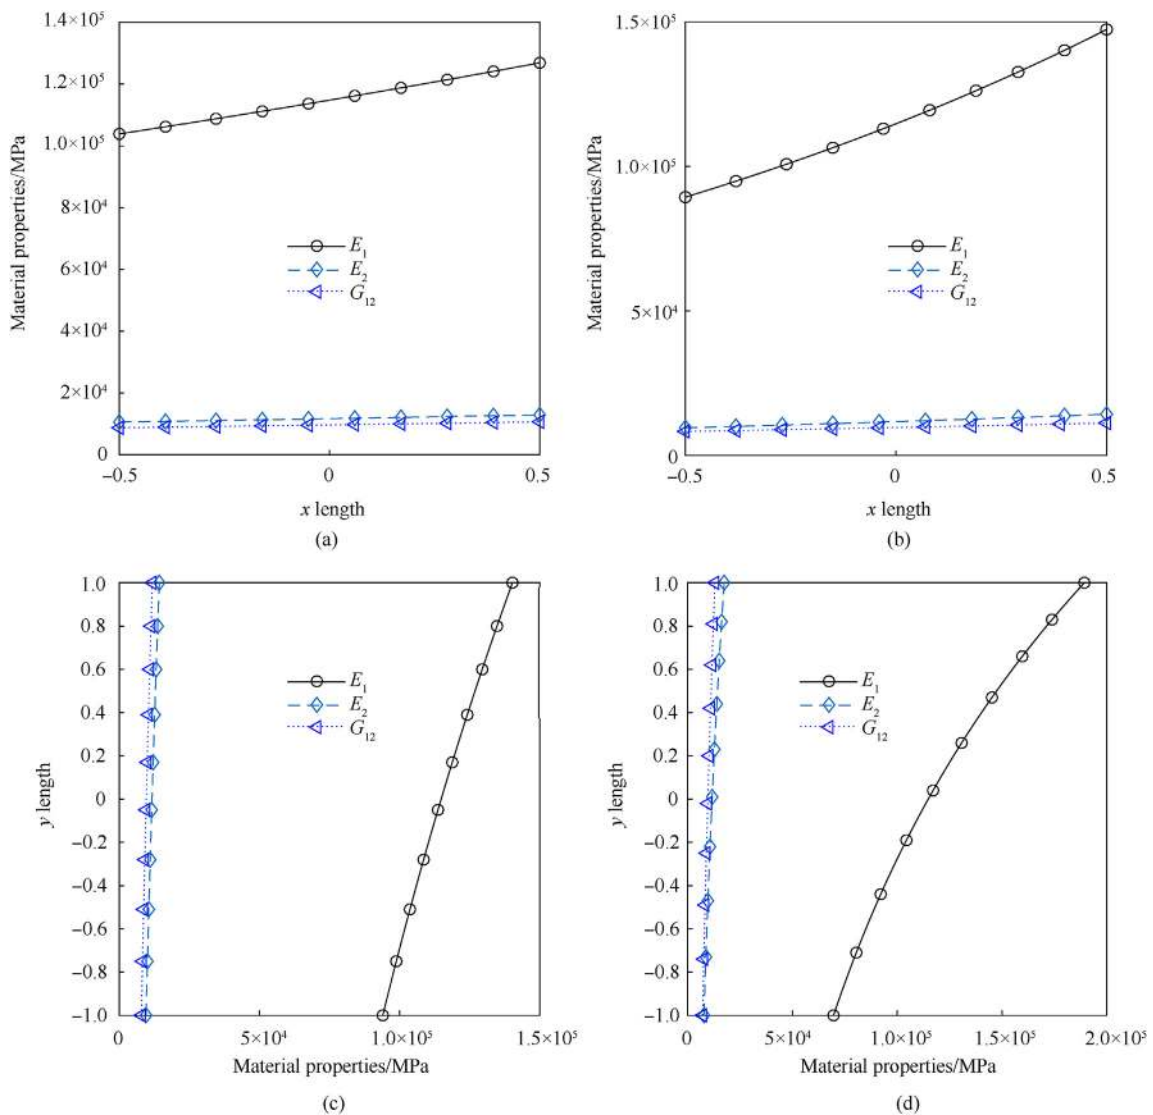 1.4×10⁵
1.2×10⁵
1.0×10⁵
8×10⁴
6×10⁴
4×10⁴
2×10⁴
0
Material properties/MPa
E₁
E₂
G₁₂
−0.5
0
0.5
x length
(a)
1.5×10⁵
1.0×10⁵
5×10⁴
0
Material properties/MPa
E₁
E₂
G₁₂
−0.5
0
0.5
x length
(b)
1.0
0.8
0.6
0.4
0.2
0
−0.2
−0.4
−0.6
−0.8
−1.0
y length
E₁
E₂
G₁₂
0
5×10⁴
1.0×10⁵
1.5×10⁵
Material properties/MPa
(c)
1.0
0.8
0.6
0.4
0.2
0
−0.2
−0.4
−0.6
−0.8
−1.0
y length
E₁
E₂
G₁₂
0
5×10⁴
1.0×10⁵
1.5×10⁵
2.0×10⁵
Material properties/MPa
(d)